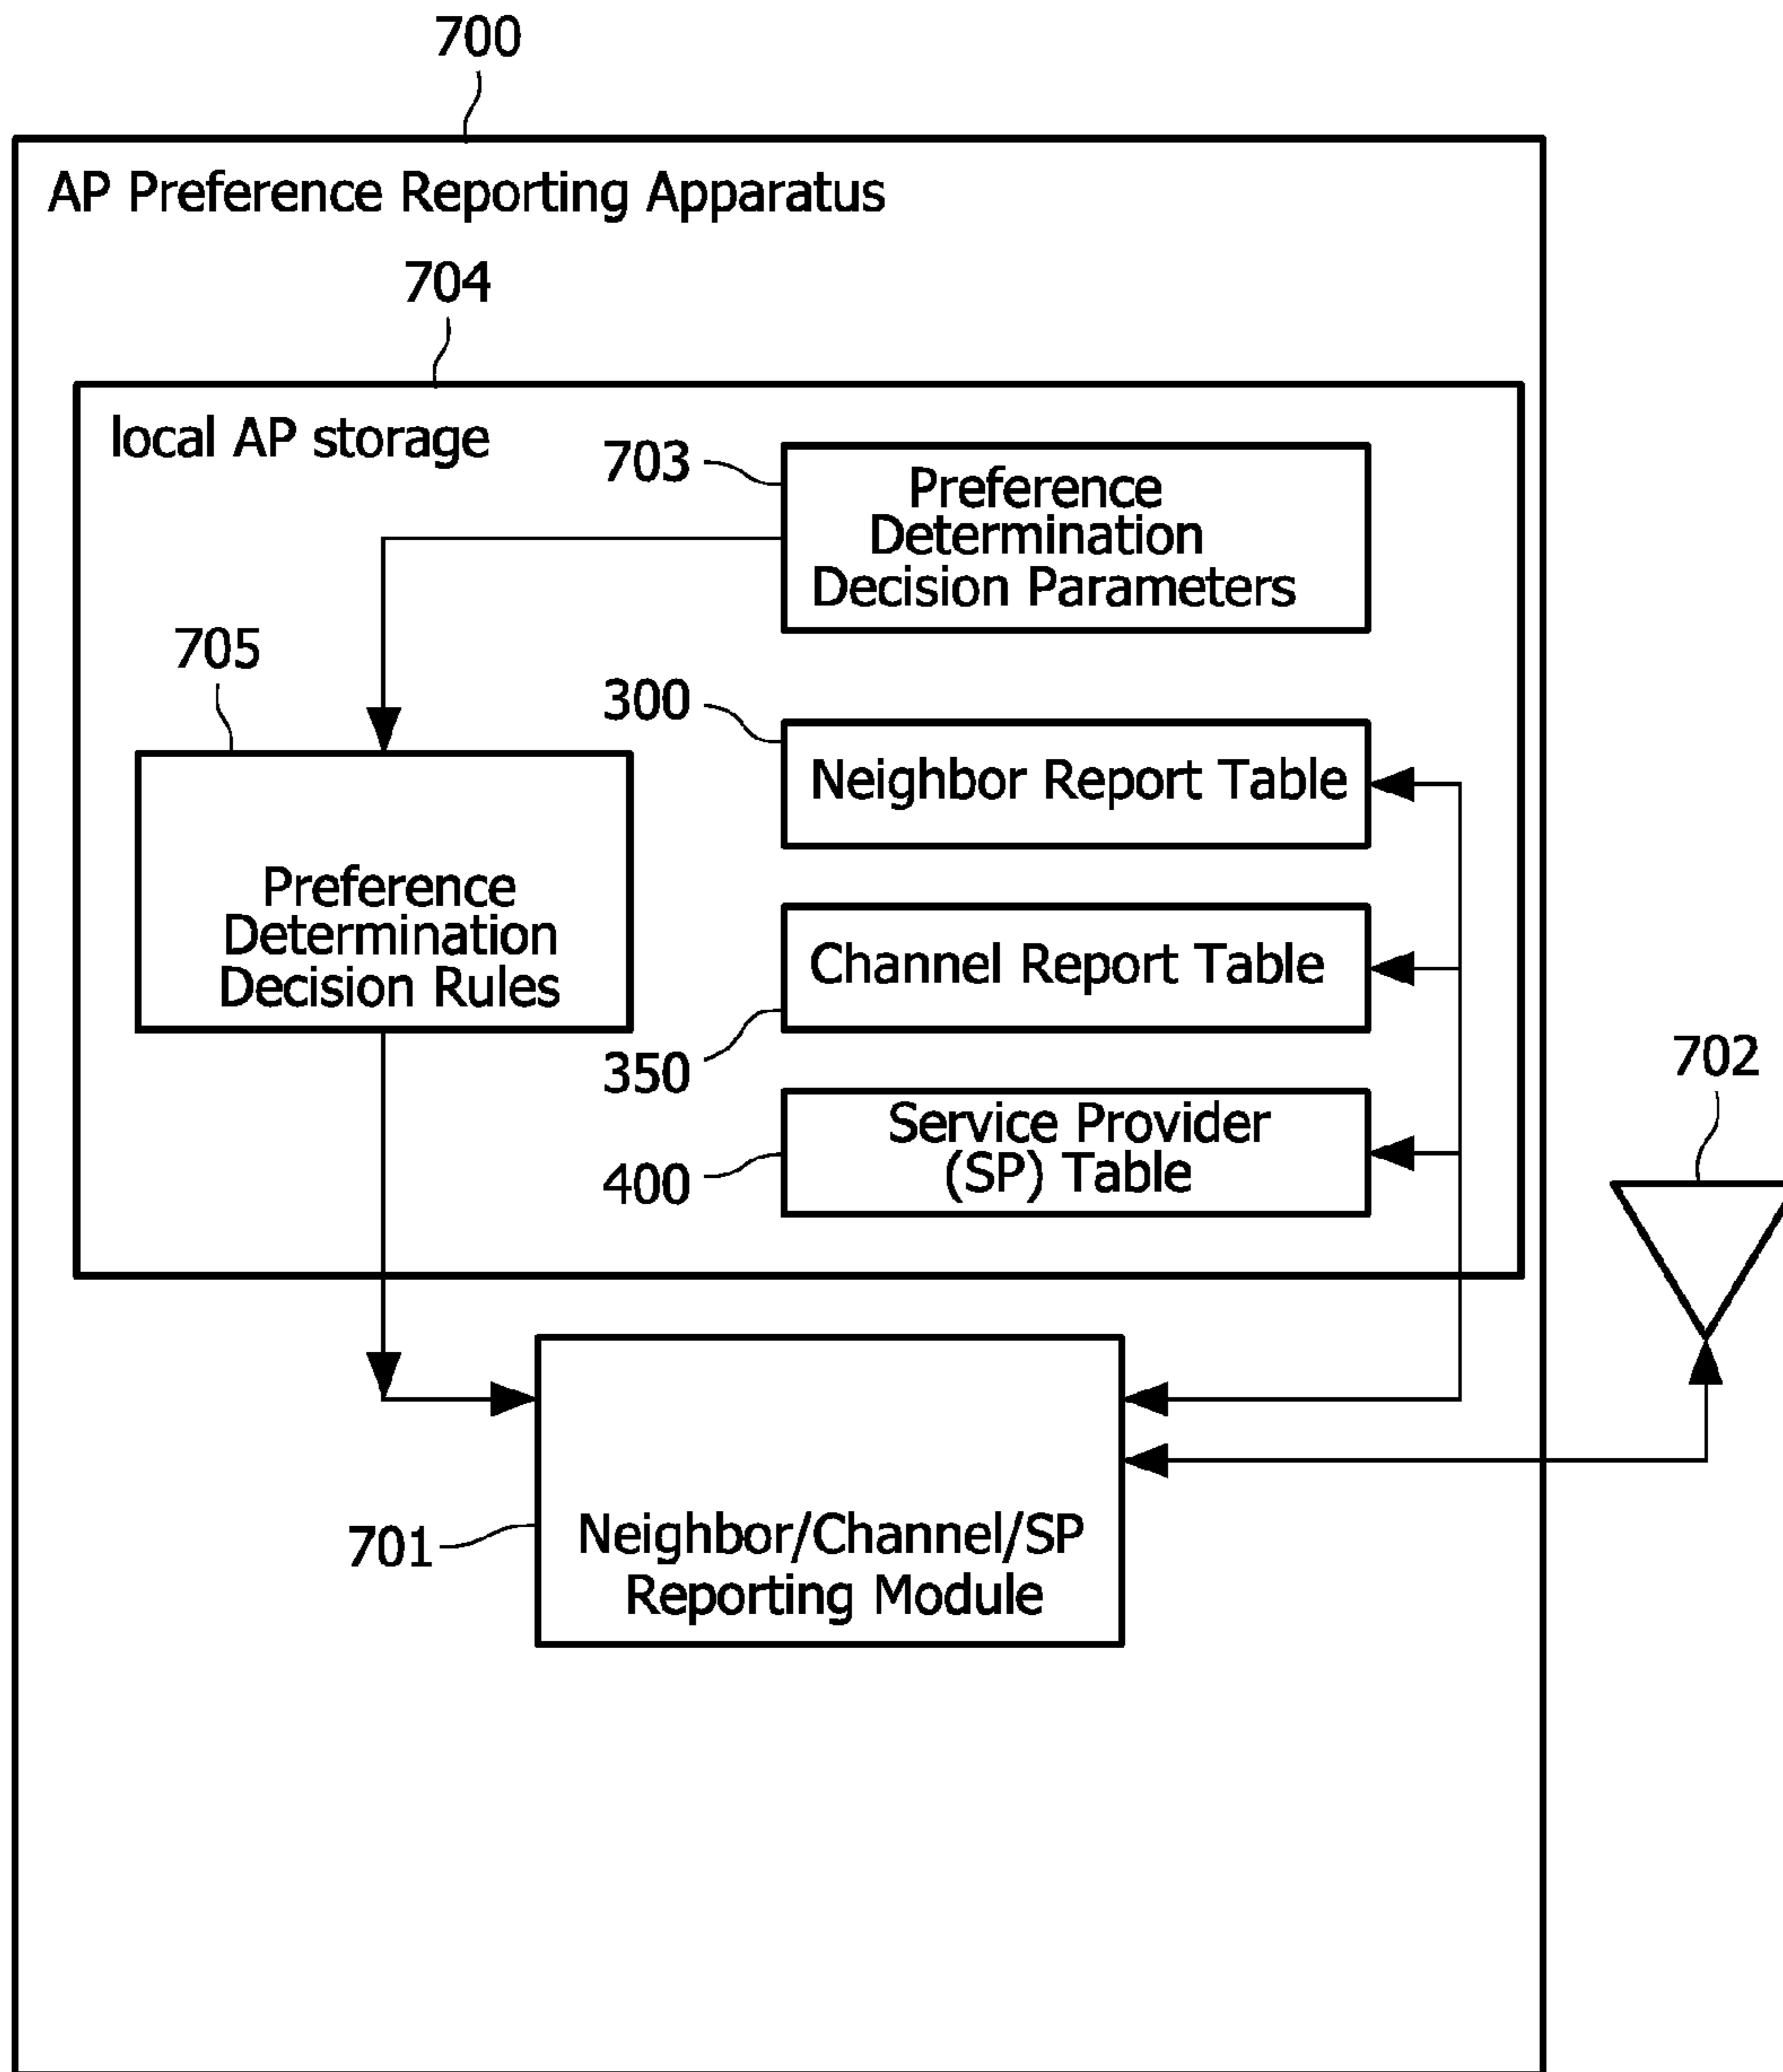 700
AP Preference Reporting Apparatus
704
local AP storage
703
Preference
Determination
Decision Parameters
705
300
Neighbor Report Table
Preference
Determination
Decision Rules
Channel Report Table
350
702
Service Provider
(SP) Table
400
701
Neighbor/Channel/SP
Reporting Module